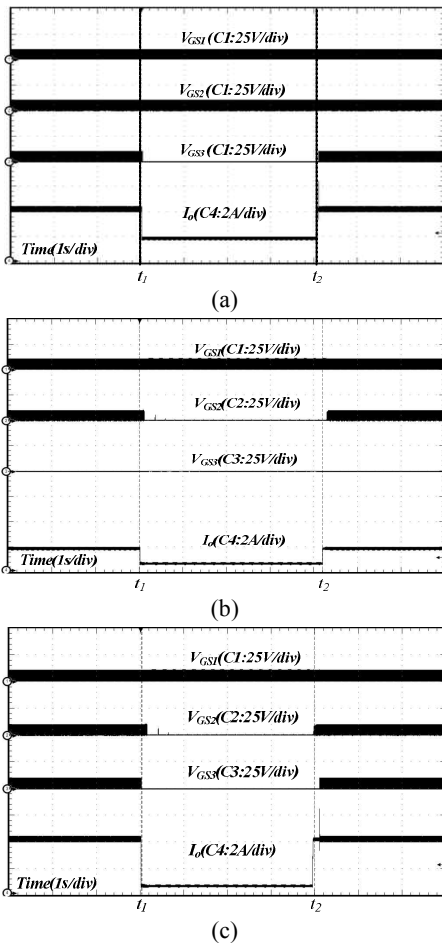 VGS1(C1:25V/div)
VGS2(C1:25V/div)
VGS3(C1:25V/div)
Io(C4:2A/div)
Time(1s/div)
t1 t2
(a)
VGS1(C1:25V/div)
VGS2(C2:25V/div)
VGS3(C3:25V/div)
Io(C4:2A/div)
Time(1s/div)
t1 t2
(b)
VGS1(C1:25V/div)
VGS2(C2:25V/div)
VGS3(C3:25V/div)
Io(C4:2A/div)
Time(1s/div)
t1 t2
(c)